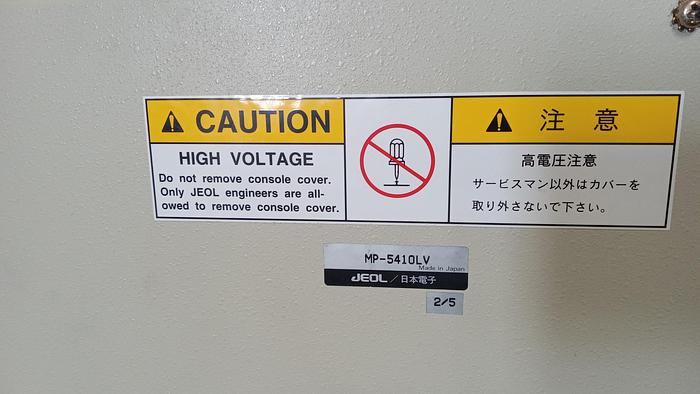 CAUTION
HIGH VOLTAGE
Do not remove console cover.
Only JEOL engineers are all-
owed to remove console cover.
注 意
高電圧注意
サービスマン以外はカバーを
取り外さないで下さい。
MP-5410LV
Made in Japan
JEOL / 日本電子
2/5